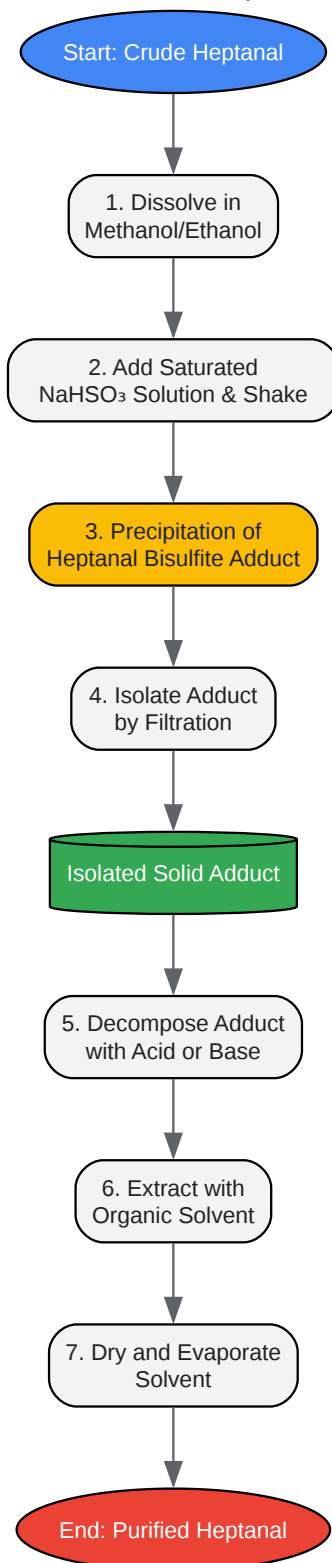 Start: Crude Heptanal
1. Dissolve in
Methanol/Ethanol
2. Add Saturated
NaHSO₃ Solution & Shake
3. Precipitation of
Heptanal Bisulfite Adduct
4. Isolate Adduct
by Filtration
Isolated Solid Adduct
5. Decompose Adduct
with Acid or Base
6. Extract with
Organic Solvent
7. Dry and Evaporate
Solvent
End: Purified Heptanal